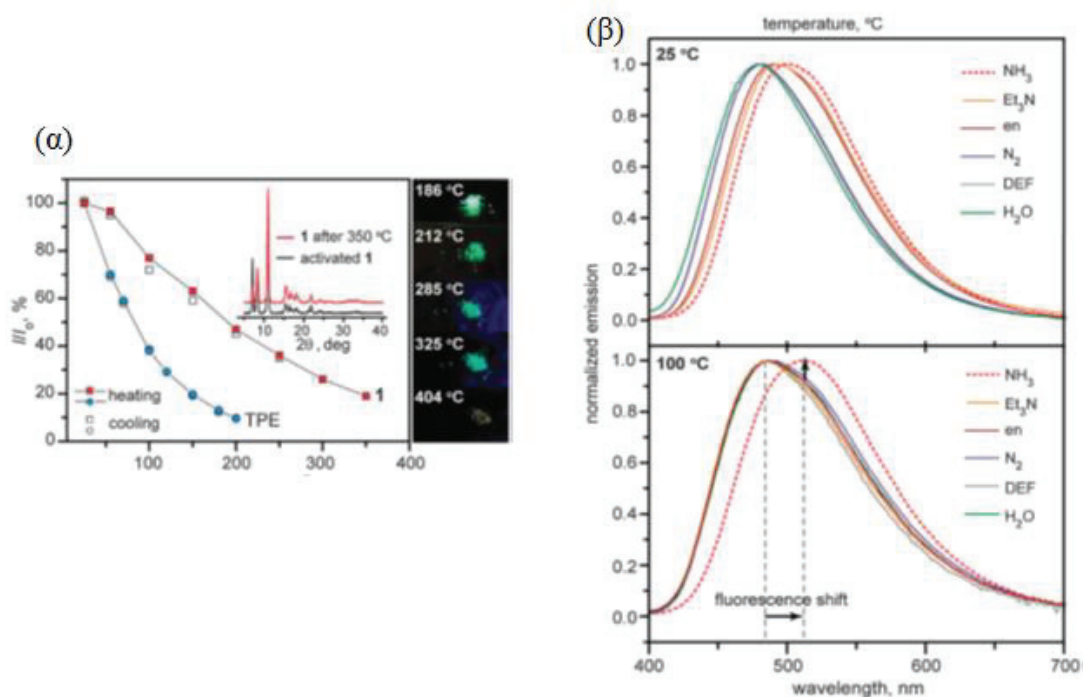 (α)
100
80
60
40
20
0
I/I₀, %
1 after 350 °C
activated 1
10 20 30 40
2θ, deg
heating
cooling
1
TPE
100 200 300 400
186 °C
212 °C
285 °C
325 °C
404 °C
(β)
temperature, °C
25 °C
1.0
0.8
0.6
0.4
0.2
0.0
NH₃
Et₃N
en
N₂
DEF
H₂O
normalized emission
100 °C
1.0
0.8
0.6
0.4
0.2
0.0
NH₃
Et₃N
en
N₂
DEF
H₂O
fluorescence shift
400 500 600 700
wavelength, nm